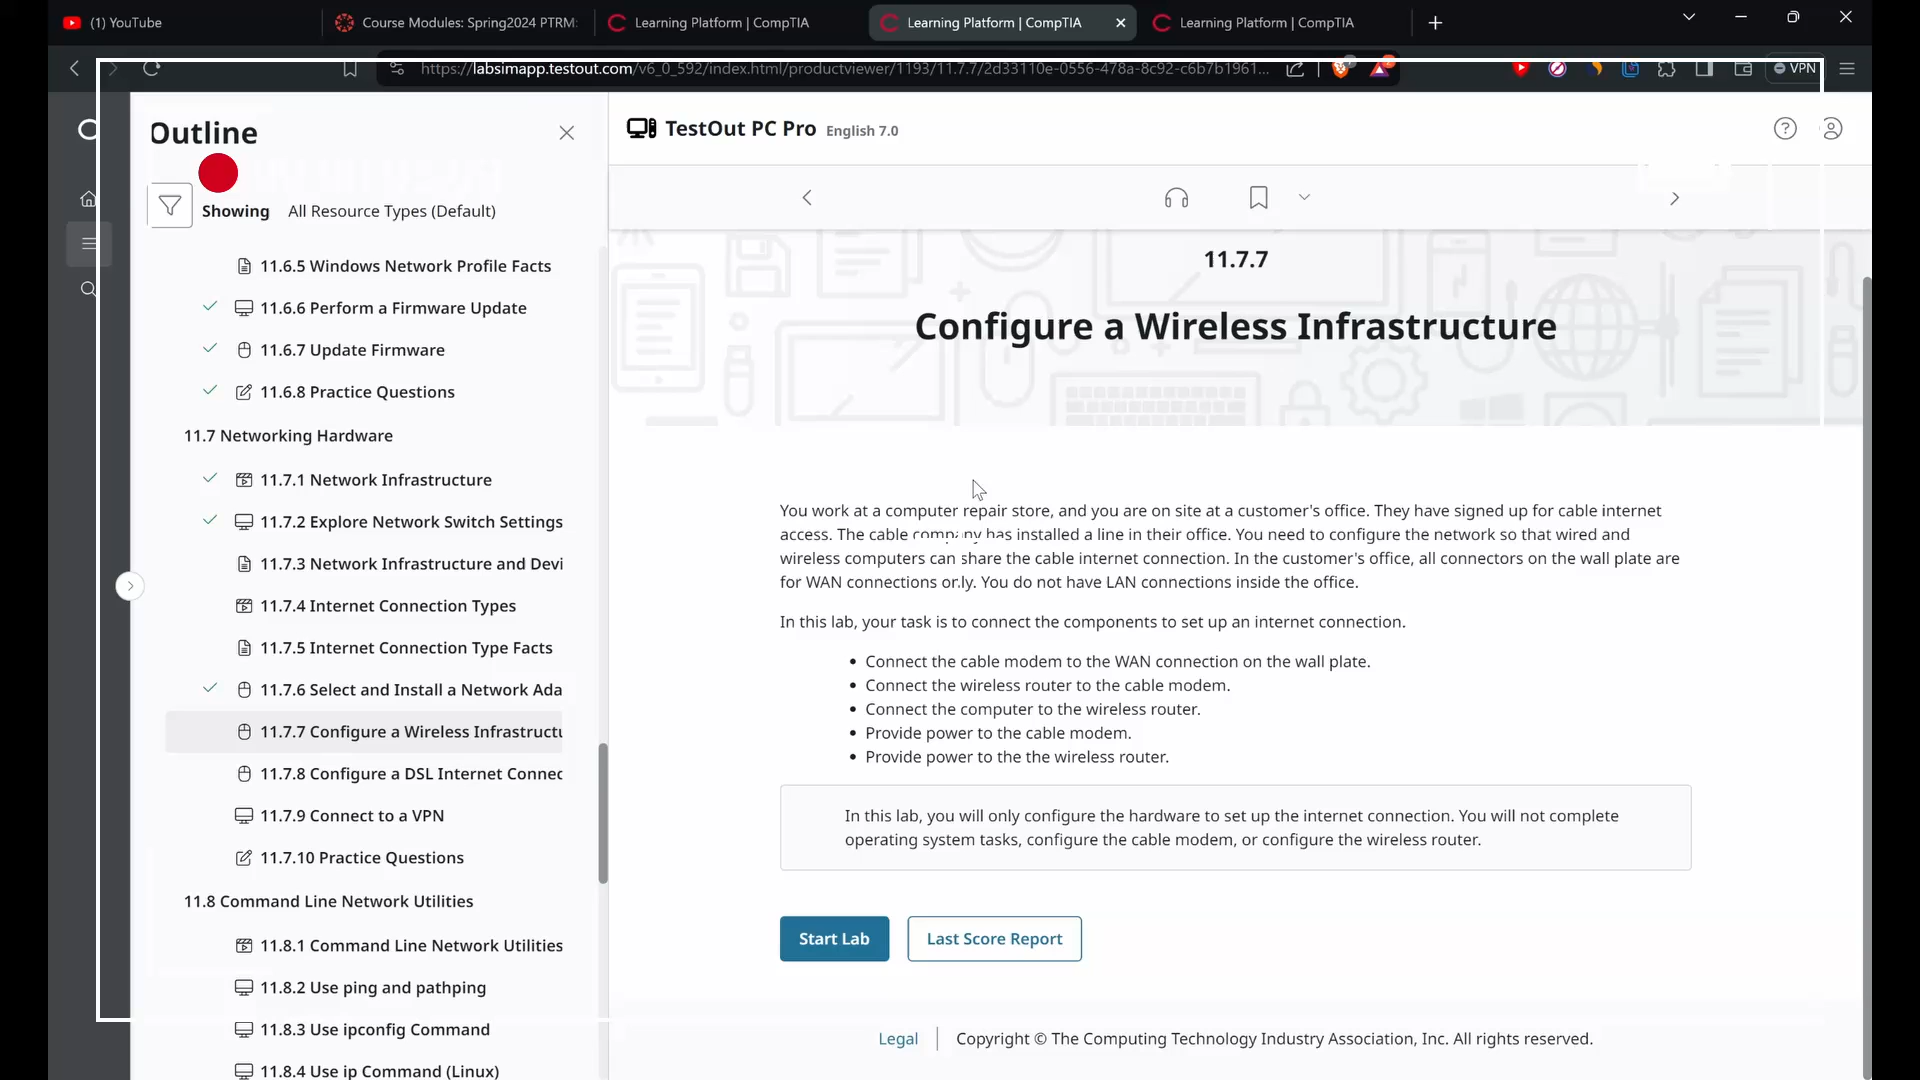 (1) YouTube
Course Modules: Spring2024 PTRM:
Learning Platform | CompTIA
Learning Platform | CompTIA
Learning Platform | CompTIA
https://labsimapp.testout.com/v6_0_592/index.html/productviewer/1193/11.7.7/2d33110e-0556-478a-8c92-c6b7b1961...
VPN
Outline
Showing All Resource Types (Default)
11.6.5 Windows Network Profile Facts
11.6.6 Perform a Firmware Update
11.6.7 Update Firmware
11.6.8 Practice Questions
11.7 Networking Hardware
11.7.1 Network Infrastructure
11.7.2 Explore Network Switch Settings
11.7.3 Network Infrastructure and Devi
11.7.4 Internet Connection Types
11.7.5 Internet Connection Type Facts
11.7.6 Select and Install a Network Ada
11.7.7 Configure a Wireless Infrastructu
11.7.8 Configure a DSL Internet Connec
11.7.9 Connect to a VPN
11.7.10 Practice Questions
11.8 Command Line Network Utilities
11.8.1 Command Line Network Utilities
11.8.2 Use ping and pathping
11.8.3 Use ipconfig Command
11.8.4 Use ip Command (Linux)
TestOut PC Pro English 7.0
11.7.7
Configure a Wireless Infrastructure
You work at a computer repair store, and you are on site at a customer's office. They have signed up for cable internet
access. The cable company has installed a line in their office. You need to configure the network so that wired and
wireless computers can share the cable internet connection. In the customer's office, all connectors on the wall plate are
for WAN connections only. You do not have LAN connections inside the office.
In this lab, your task is to connect the components to set up an internet connection.
• Connect the cable modem to the WAN connection on the wall plate.
• Connect the wireless router to the cable modem.
• Connect the computer to the wireless router.
• Provide power to the cable modem.
• Provide power to the the wireless router.
In this lab, you will only configure the hardware to set up the internet connection. You will not complete
operating system tasks, configure the cable modem, or configure the wireless router.
Start Lab
Last Score Report
Legal
Copyright © The Computing Technology Industry Association, Inc. All rights reserved.